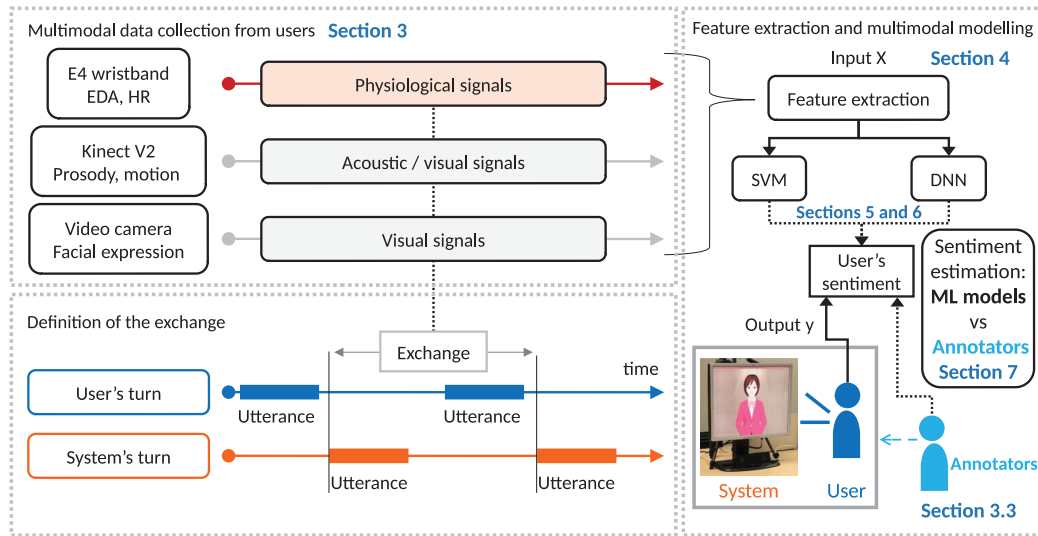 Multimodal data collection from users Section 3
E4 wristband
EDA, HR
Physiological signals
Kinect V2
Prosody, motion
Acoustic / visual signals
Video camera
Facial expression
Visual signals
Definition of the exchange
Exchange
time
User's turn
Utterance
Utterance
System's turn
Utterance
Utterance
Feature extraction and multimodal modelling
Input X
Section 4
Feature extraction
SVM
DNN
Sections 5 and 6
User's
sentiment
Sentiment
estimation:
ML models
vs
Annotators
Section 7
Output y
System
User
Annotators
Section 3.3